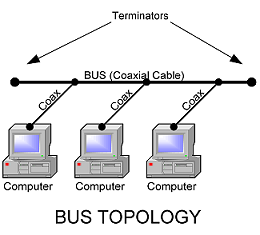 Terminators
BUS (Coaxial Cable)
Coax
Coax
Coax
Computer
Computer
Computer
BUS TOPOLOGY